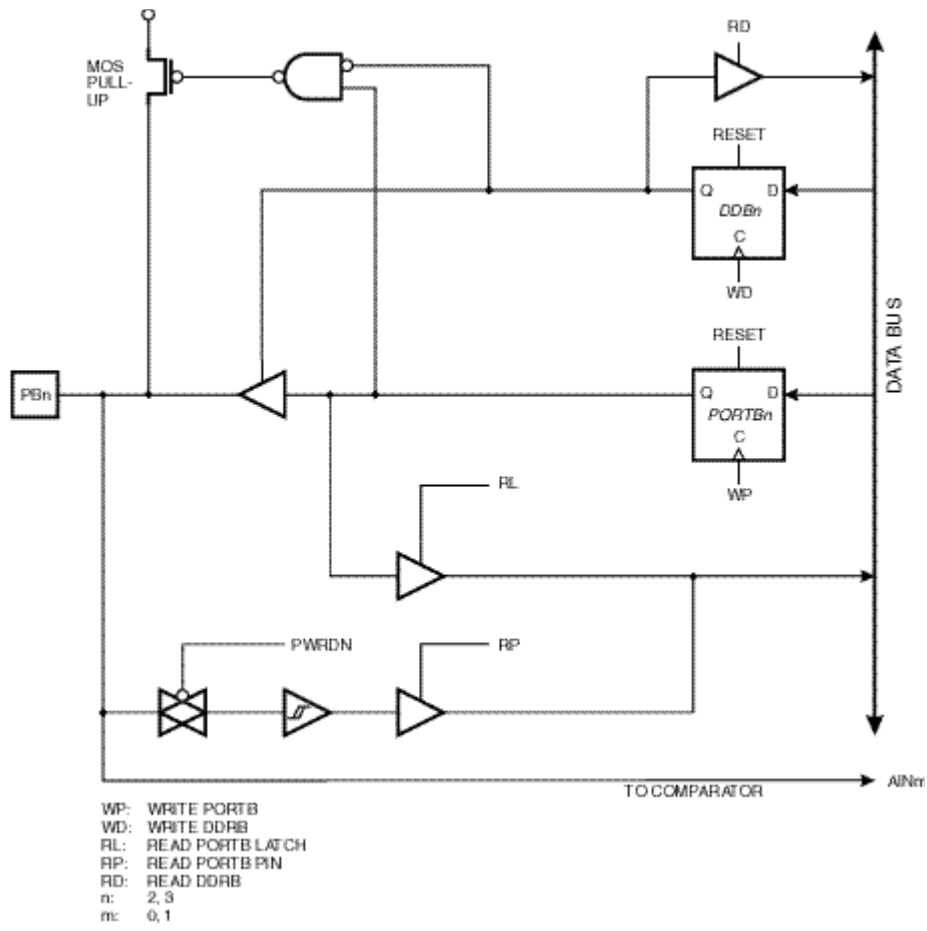 RD
MOS
PULL-
UP
RESET
Q D
DDBn
C
WD
RESET
PBn
Q D
PORTBn
C
WP
DATA BUS
RL
PWRDN
RP
TO COMPARATOR
AINm
WP: WRITE PORTB
WD: WRITE DDRB
RL: READ PORTB LATCH
RP: READ PORTB PIN
RD: READ DDRB
n: 2, 3
m: 0, 1